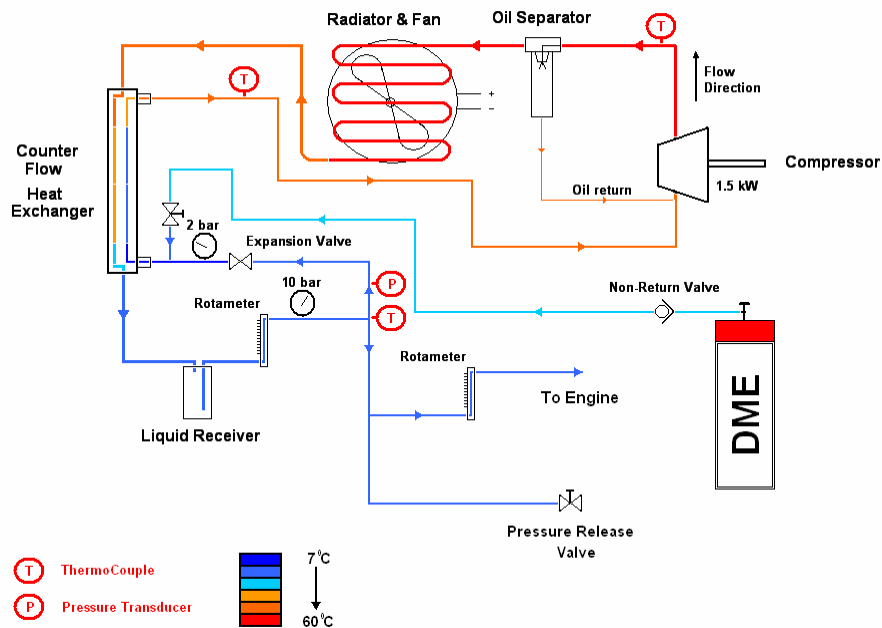 Radiator & Fan
Oil Separator
T
Flow
Direction
T
+
−
Counter
Flow
Heat
Exchanger
Compressor
1.5 kW
Oil return
2 bar
Expansion Valve
10 bar
P
Rotameter
T
Non-Return Valve
Rotameter
To Engine
DME
Liquid Receiver
Pressure Release
Valve
T ThermoCouple
P Pressure Transducer
7 °C
60 °C